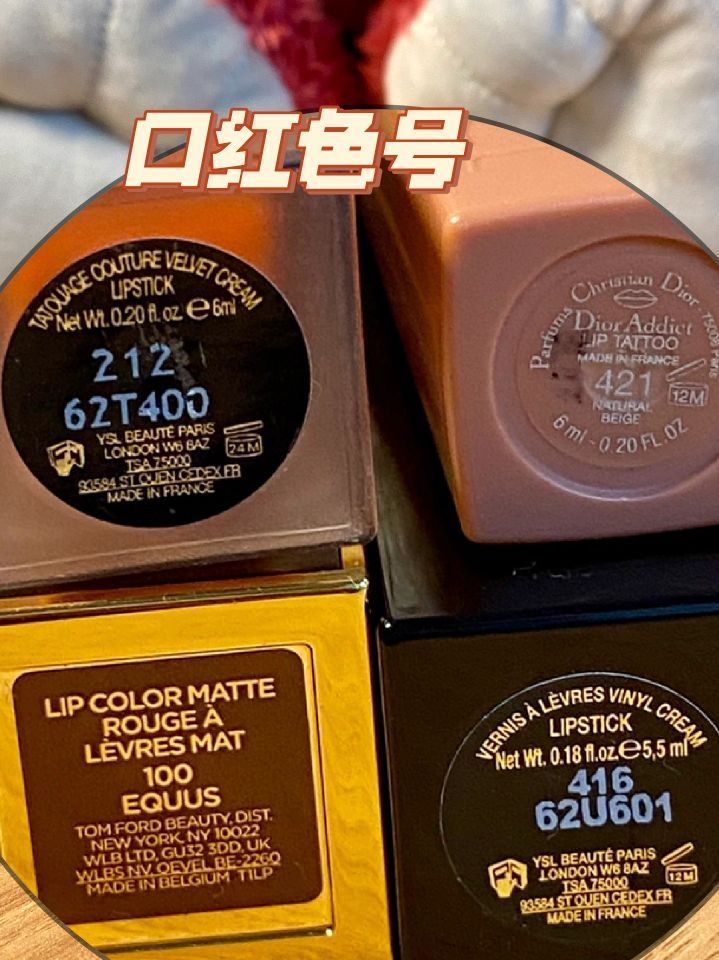 口红色号
TATOUAGE COUTURE VELVET CREAM
LIPSTICK
Net Wt. 0.20 fl.oz. e 6ml
212
62T400
YSL BEAUTÉ PARIS
LONDON W6 8AZ
24M
TSA 75000
93584 ST OUEN CEDEX FR
MADE IN FRANCE
Parfums Christian Dior - 75008 Paris
Dior Addict
LIP TATTOO
MADE IN FRANCE
421
12M
NATURAL
BEIGE
6 ml - 0.20 FL.OZ
LIP COLOR MATTE
ROUGE À
LÈVRES MAT
100
EQUUS
TOM FORD BEAUTY, DIST.
NEW YORK, NY 10022
WLB LTD, GU32 3DD, UK
WLBS NV, OEVEL BE-2260
MADE IN BELGIUM TILP
VERNIS À LÈVRES VINYL CREAM
LIPSTICK
Net Wt. 0.18 fl.oz. e 5,5 ml
416
62U601
YSL BEAUTÉ PARIS
LONDON W6 8AZ
12M
TSA 75000
93584 ST OUEN CEDEX FR
MADE IN FRANCE